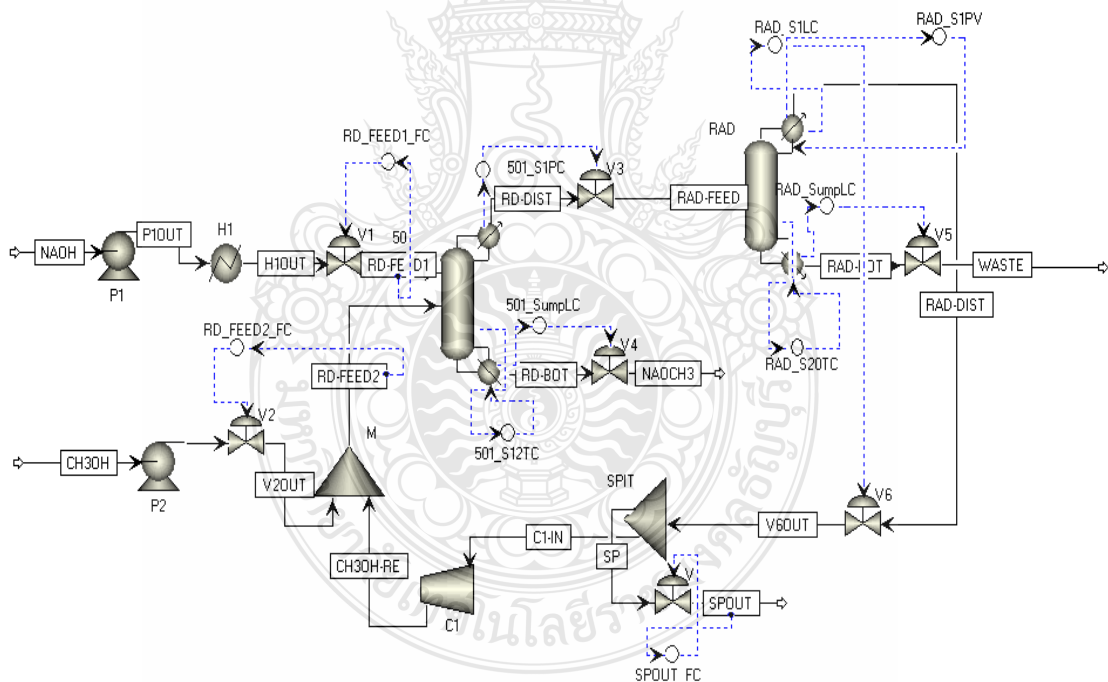 RAD_S1LC
RAD_S1PV
RAD
RD_FEED1_FC
501_S1PC
V3
RD-DIST
RAD-FEED
RAD_SumpLC
V5
NAOH
P1OUT
P1
H1
H1OUT
V1
50
RD-FEED1
RAD-BOT
WASTE
RAD-DIST
RD_FEED2_FC
501_SumpLC
V4
RD-FEED2
RD-BOT
NAOCH3
RAD_S20TC
V2
501_S12TC
M
CH3OH
P2
V2OUT
SPIT
V6
V6OUT
C1-IN
CH3OH-RE
SP
V
SPOUT
C1
SPOUT_FC